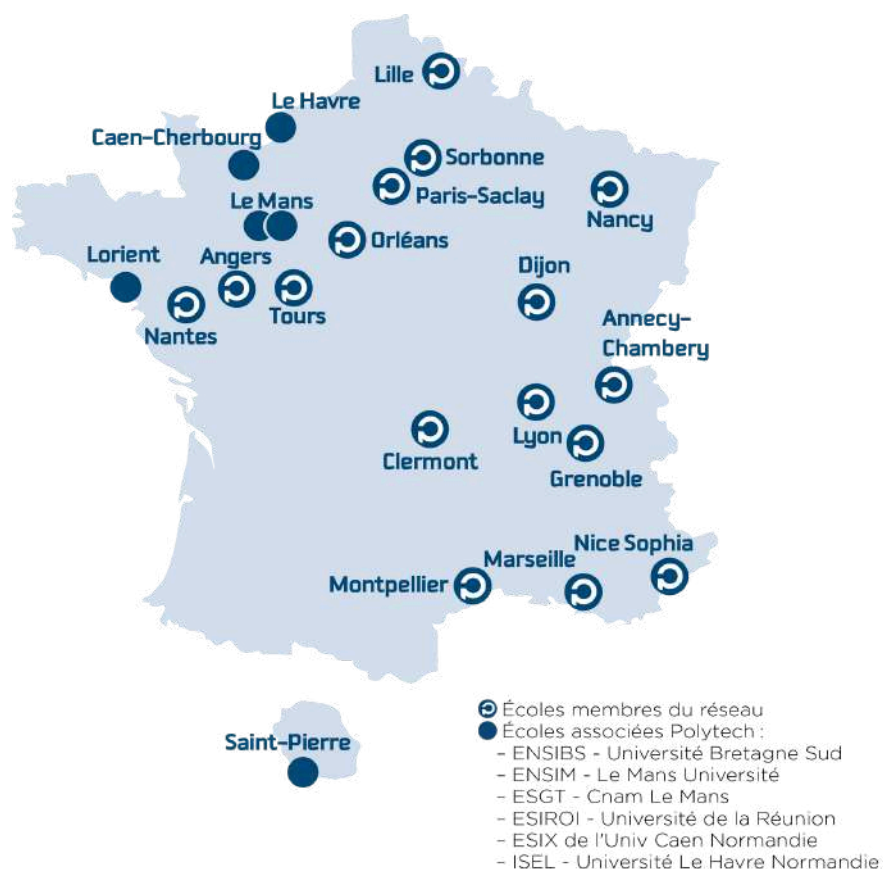 Lille
Le Havre
Caen-Cherbourg
Sorbonne
Paris-Saclay
Nancy
Le Mans
Orléans
Lorient
Angers
Dijon
Tours
Nantes
Annecy-
Chambery
Lyon
Clermont
Grenoble
Nice Sophia
Marseille
Montpellier
Saint-Pierre
Écoles membres du réseau
Écoles associées Polytech :
- ENSIBS - Université Bretagne Sud
- ENSIM - Le Mans Université
- ESGT - Cnam Le Mans
- ESIROI - Université de la Réunion
- ESIX de l'Univ Caen Normandie
- ISEL - Université Le Havre Normandie